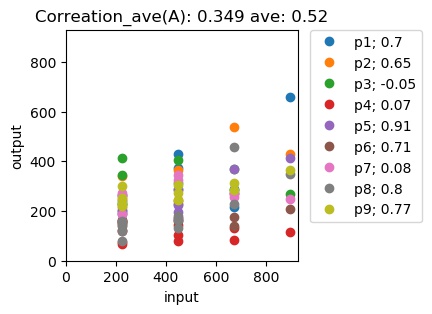 Correation_ave(A): 0.349 ave: 0.52
output
800
600
400
200
0
0 200 400 600 800
input
p1; 0.7
p2; 0.65
p3; -0.05
p4; 0.07
p5; 0.91
p6; 0.71
p7; 0.08
p8; 0.8
p9; 0.77